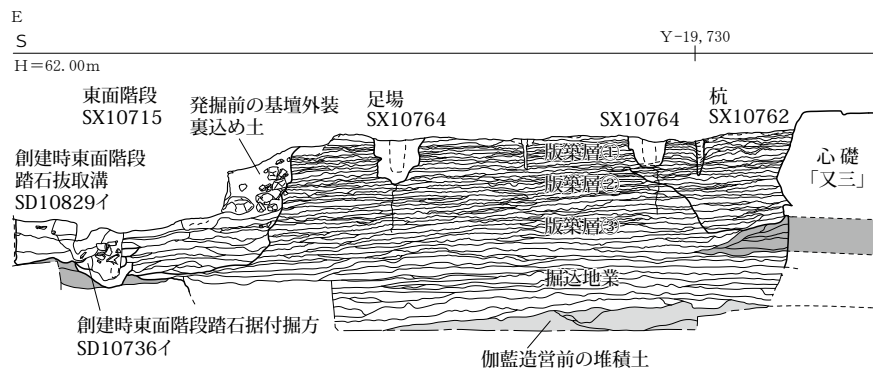 E
S
Y-19,730
H=62.00m
東面階段
SX10715
発掘前の基壇外装
裏込め土
足場
SX10764
SX10764
杭
SX10762
創建時東面階段
踏石抜取溝
SD10829イ
版築層①
版築層②
版築層③
掘込地業
心礎
「又三」
創建時東面階段踏石据付掘方
SD10736イ
伽藍造営前の堆積土